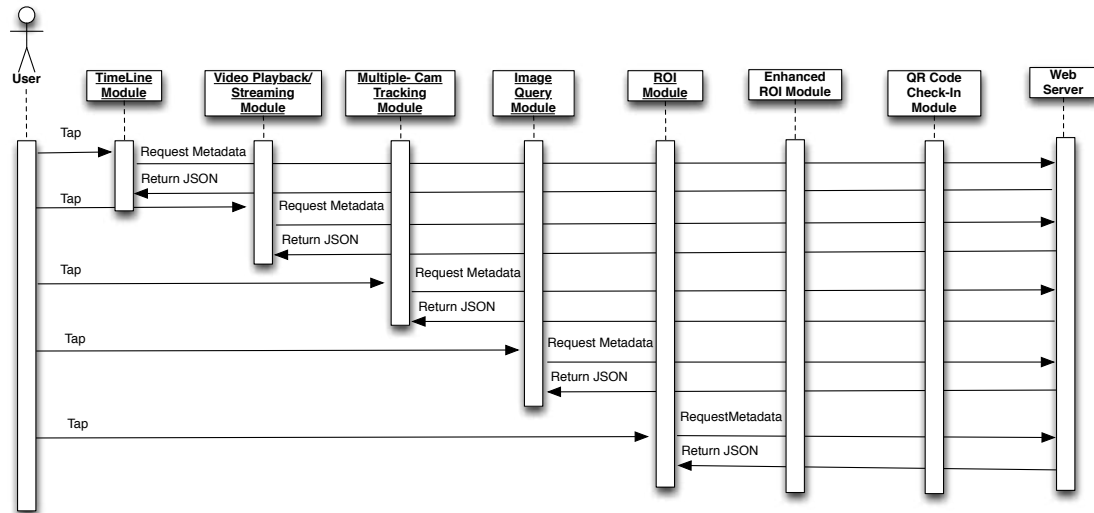 User
TimeLine
Module
Video Playback/
Streaming
Module
Multiple- Cam
Tracking
Module
Image
Query
Module
ROI
Module
Enhanced
ROI Module
QR Code
Check-In
Module
Web
Server
Tap
Request Metadata
Return JSON
Tap
Request Metadata
Return JSON
Tap
Request Metadata
Return JSON
Tap
Request Metadata
Return JSON
Tap
RequestMetadata
Return JSON